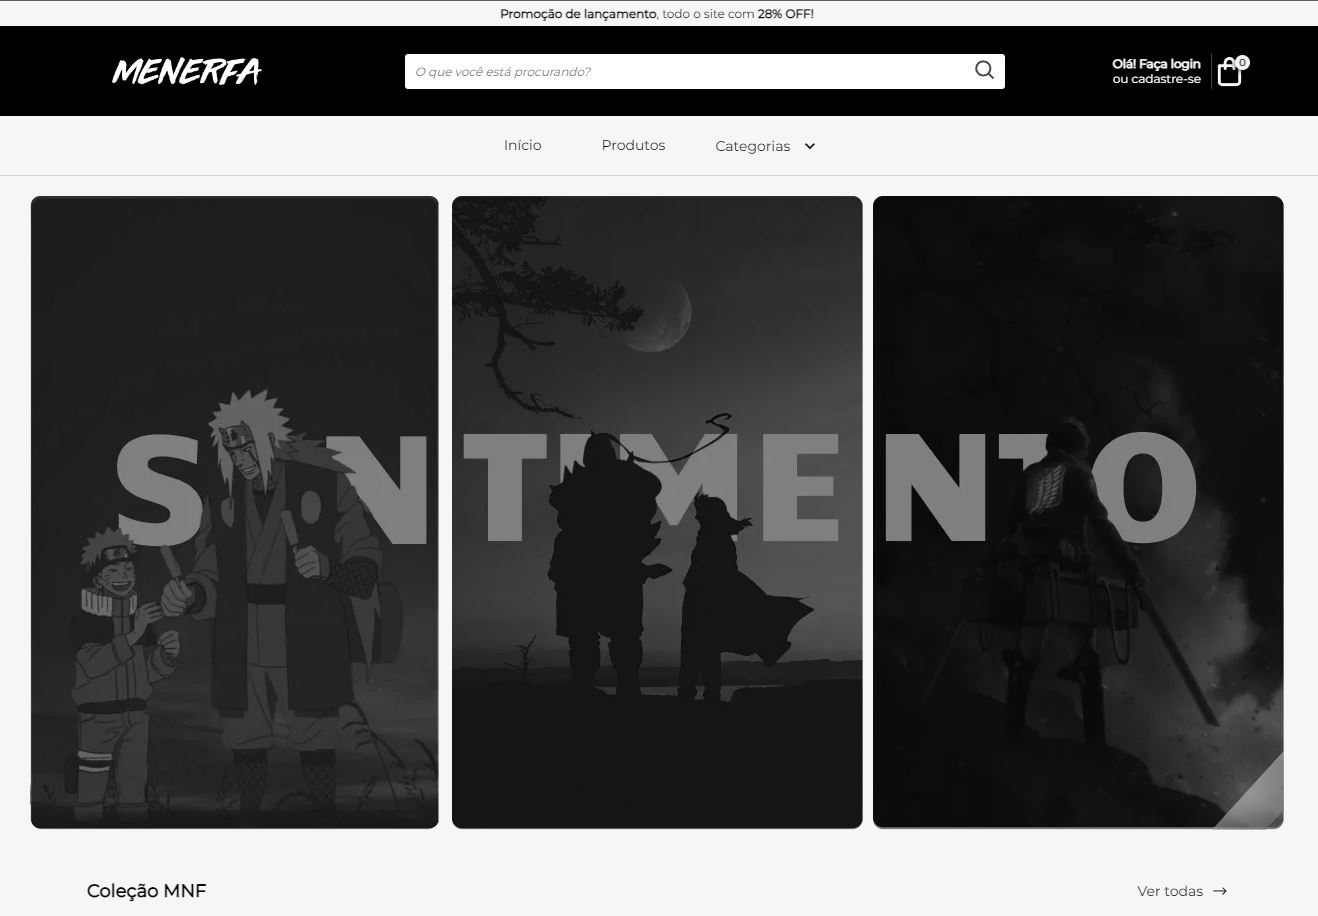 Promoção de lançamento, todo o site com 28% OFF!
MENERFA
O que você está procurando?
Olá! Faça login
ou cadastre-se
0
Início
Produtos
Categorias
S NTIMENTO
Coleção MNF
Ver todas →